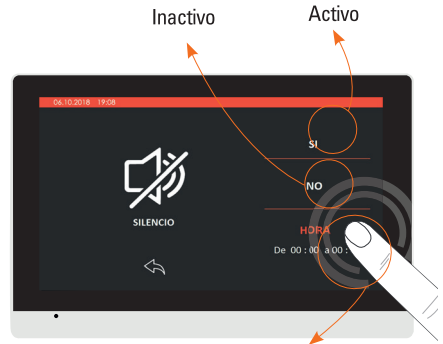 Inactivo
Activo
06.10.2018 19:08
SI
NO
SILENCIO
HORA
De 00 : 00 a 00 :